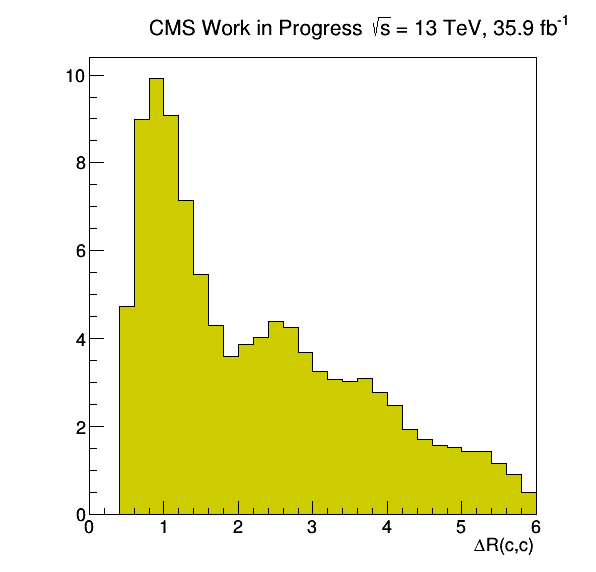 CMS Work in Progress √s = 13 TeV, 35.9 fb⁻¹
10
8
6
4
2
0
0 1 2 3 4 5 6
ΔR(c,c)